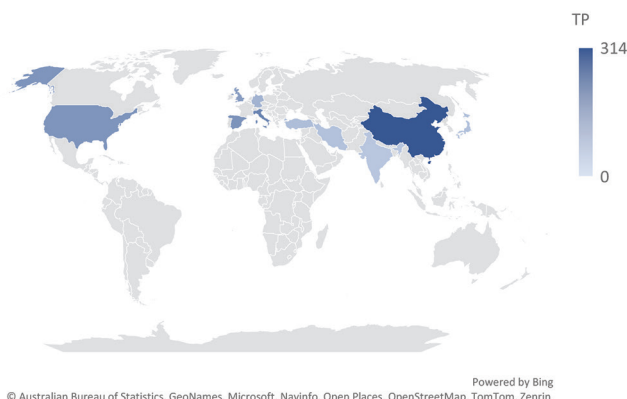 TP
314
0
Powered by Bing
© Australian Bureau of Statistics, GeoNames, Microsoft, Navinfo, Open Places, OpenStreetMap, TomTom, Zenrin